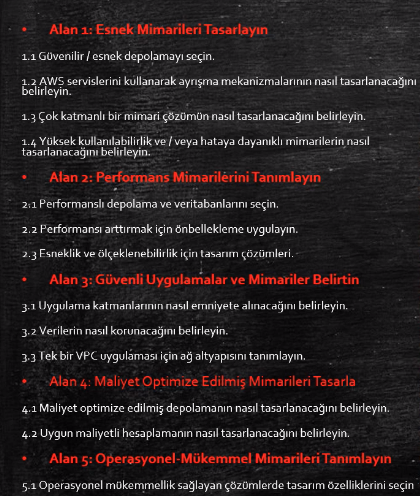 • Alan 1: Esnek Mimarileri Tasarlayın
1.1 Güvenilir / esnek depolamayı seçin.
1.2 AWS servislerini kullanarak ayrışma mekanizmalarının nasıl tasarlanacağını
belirleyin.
1.3 Çok katmanlı bir mimari çözümün nasıl tasarlanacağını belirleyin.
1.4 Yüksek kullanılabilirlik ve / veya hataya dayanıklı mimarilerin nasıl
tasarlanacağını belirleyin.
• Alan 2: Performans Mimarilerini Tanımlayın
2.1 Performanslı depolama ve veritabanlarını seçin.
2.2 Performansı arttırmak için önbellekleme uygulayın.
2.3 Esneklik ve ölçeklenebilirlik için tasarım çözümleri.
• Alan 3: Güvenli Uygulamalar ve Mimariler Belirtin
3.1 Uygulama katmanlarının nasıl emniyete alınacağını belirleyin.
3.2 Verilerin nasıl korunacağını belirleyin.
3.3 Tek bir VPC uygulaması için ağ altyapısını tanımlayın.
• Alan 4: Maliyet Optimize Edilmiş Mimarileri Tasarla
4.1 Maliyet optimize edilmiş depolamanın nasıl tasarlanacağını belirleyin.
4.2 Uygun maliyetli hesaplamanın nasıl tasarlanacağını belirleyin.
• Alan 5: Operasyonel-Mükemmel Mimarileri Tanımlayın
5.1 Operasyonel mükemmellik sağlayan çözümlerde tasarım özelliklerini seçin